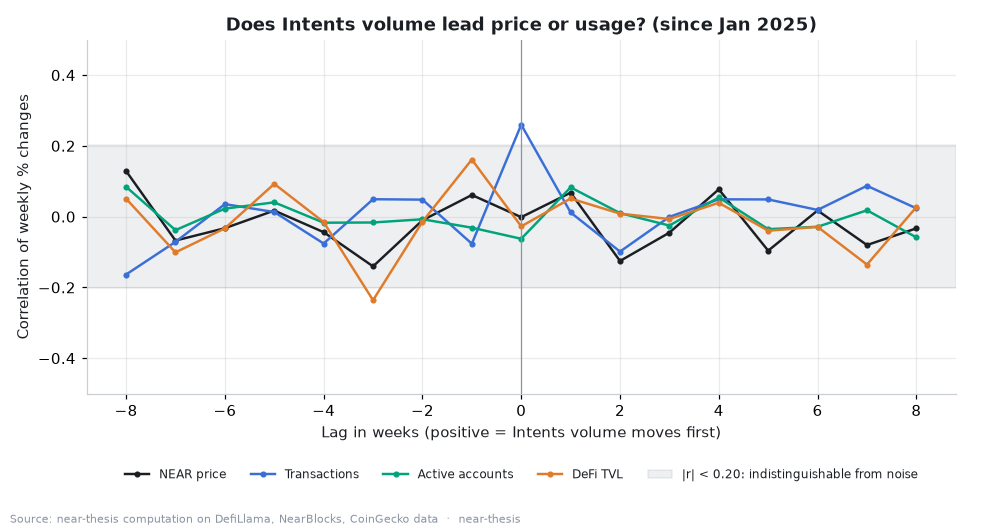 Does Intents volume lead price or usage? (since Jan 2025)
Correlation of weekly % changes
0.4
0.2
0.0
−0.2
−0.4
−8
−6
−4
−2
0
2
4
6
8
Lag in weeks (positive = Intents volume moves first)
NEAR price
Transactions
Active accounts
DeFi TVL
|r| < 0.20: indistinguishable from noise
Source: near-thesis computation on DefiLlama, NearBlocks, CoinGecko data · near-thesis